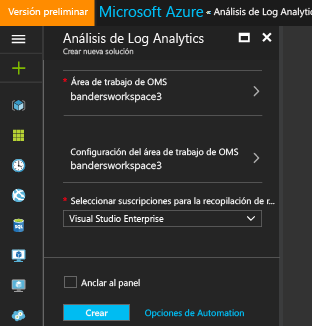 Versión preliminar
Microsoft Azure « Análisis de Log Analytic
Análisis de Log Analytics
Crear nueva solución
* Área de trabajo de OMS
bandersworkspace3
Configuración del área de trabajo de OMS
bandersworkspace3
* Seleccionar suscripciones para la recopilación de r...
Visual Studio Enterprise
Anclar al panel
Crear
Opciones de Automation